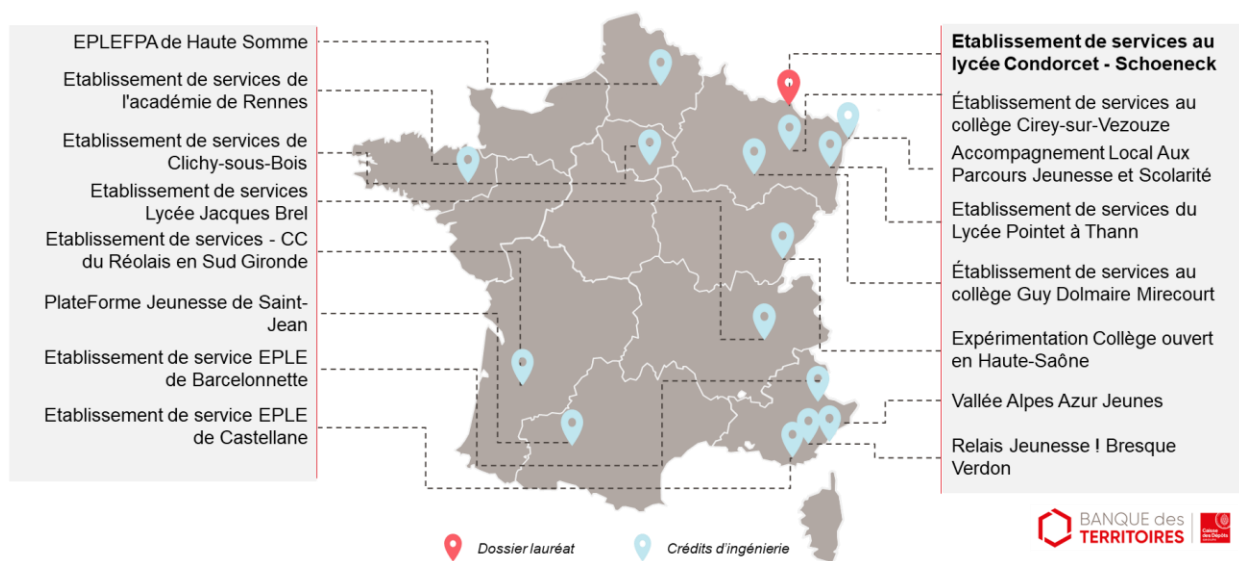 EPLEFPA de Haute Somme
Etablissement de services de
l'académie de Rennes
Etablissement de services de
Clichy-sous-Bois
Etablissement de services
Lycée Jacques Brel
Etablissement de services - CC
du Réolais en Sud Gironde
PlateForme Jeunesse de Saint-
Jean
Etablissement de service EPLE
de Barcelonnette
Etablissement de service EPLE
de Castellane
Etablissement de services au
lycée Condorcet - Schoeneck
Établissement de services au
collège Cirey-sur-Vezouze
Accompagnement Local Aux
Parcours Jeunesse et Scolarité
Etablissement de services du
Lycée Pointet à Thann
Établissement de services au
collège Guy Dolmaire Mirecourt
Expérimentation Collège ouvert
en Haute-Saône
Vallée Alpes Azur Jeunes
Relais Jeunesse ! Bresque
Verdon
Dossier lauréat
Crédits d'ingénierie
BANQUE des
TERRITOIRES
Caisse
des Dépôts